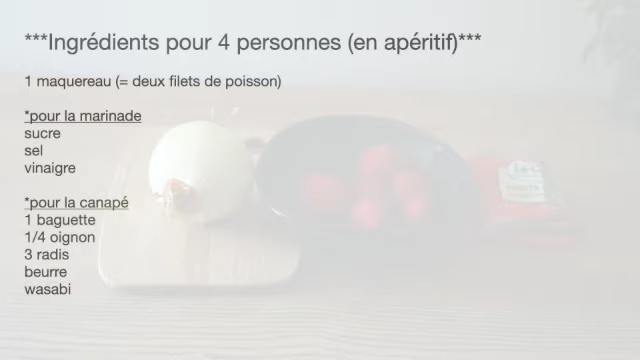 ***Ingrédients pour 4 personnes (en apéritif)***
1 maquereau (= deux filets de poisson)
*pour la marinade
sucre
sel
vinaigre
*pour la canapé
1 baguette
1/4 oignon
3 radis
beurre
wasabi